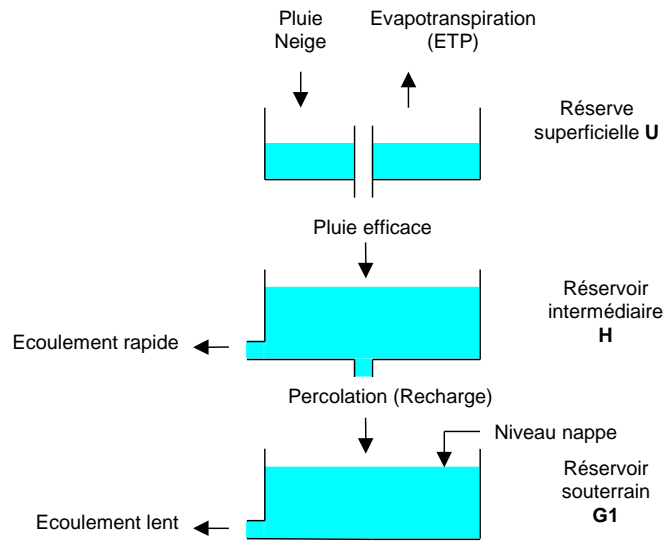 Pluie
Neige
Evapotranspiration
(ETP)
Réserve
superficielle U
Pluie efficace
Réservoir
intermédiaire
H
Ecoulement rapide
Percolation (Recharge)
Niveau nappe
Réservoir
souterrain
G1
Ecoulement lent